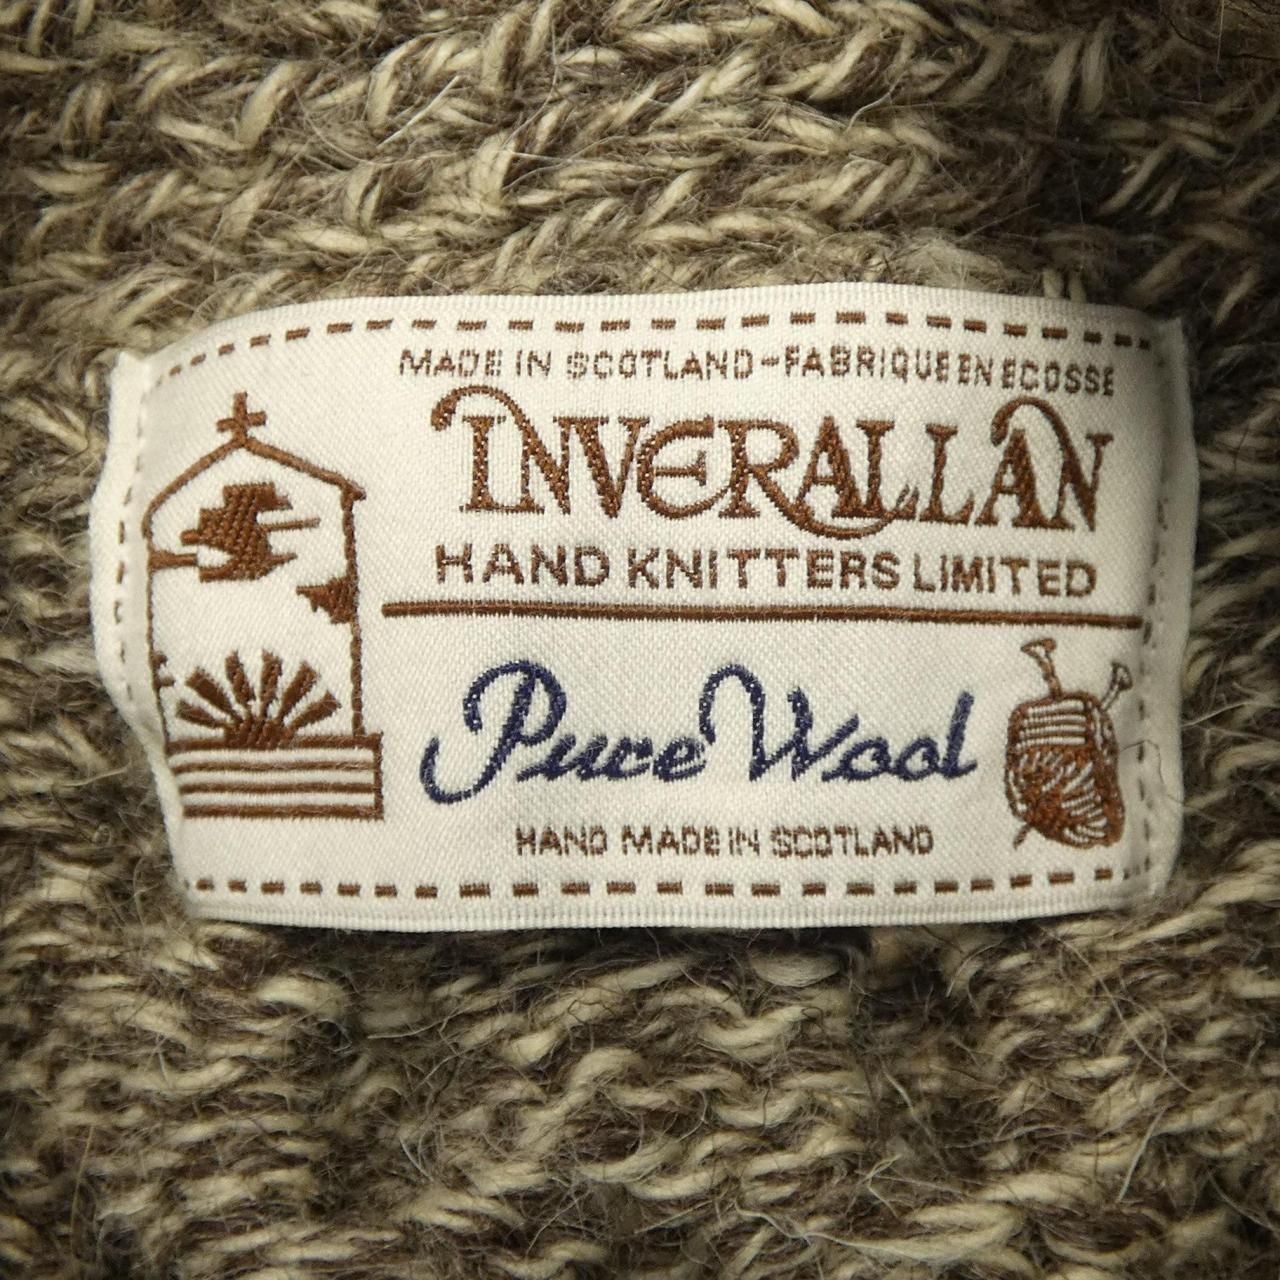 MADE IN SCOTLAND-FABRIQUE EN ECOSSE
INVERALLAN
HAND KNITTERS LIMITED
Pure Wool
HAND MADE IN SCOTLAND